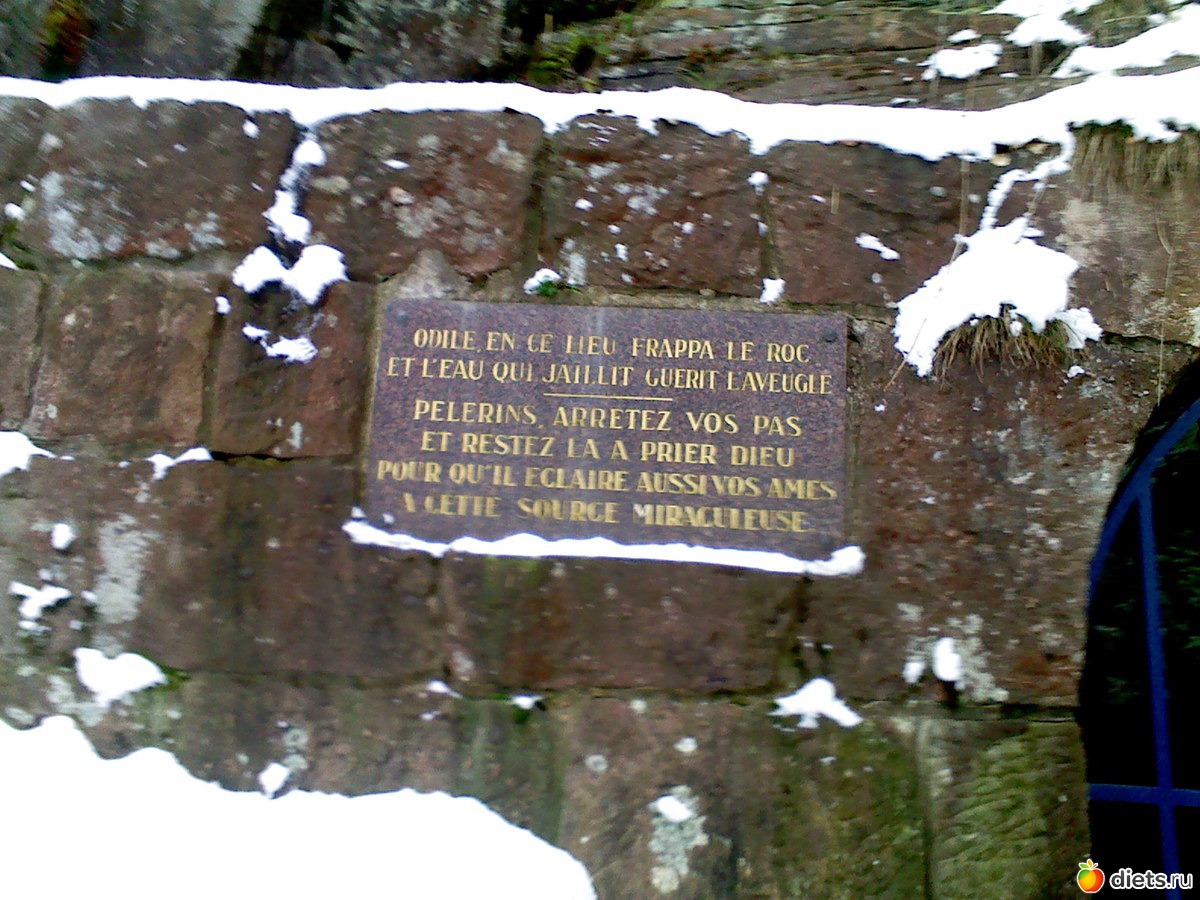 ODILE, EN CE LIEU FRAPPA LE ROC
ET L'EAU QUI JAILLIT GUERIT L'AVEUGLE
PELERINS, ARRETEZ VOS PAS
ET RESTEZ LA A PRIER DIEU
POUR QU'IL ECLAIRE AUSSI VOS AMES
A CETTE SOURCE MIRACULEUSE
diets.ru